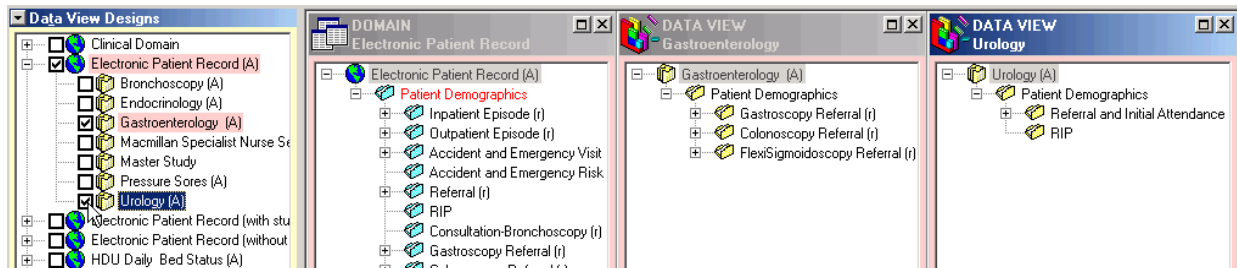 Data View Designs
Clinical Domain
Electronic Patient Record (A)
Bronchoscopy (A)
Endocrinology (A)
Gastroenterology (A)
Macmillan Specialist Nurse Se
Master Study
Pressure Sores (A)
Urology (A)
Electronic Patient Record (with stu
Electronic Patient Record (without
HDU Daily Bed Status (A)
DOMAIN
Electronic Patient Record
Electronic Patient Record (A)
Patient Demographics
Inpatient Episode (r)
Outpatient Episode (r)
Accident and Emergency Visit
Accident and Emergency Risk
Referral (r)
RIP
Consultation-Bronchoscopy (r)
Gastroscopy Referral (r)
DATA VIEW
Gastroenterology
Gastroenterology (A)
Patient Demographics
Gastroscopy Referral (r)
Colonoscopy Referral (r)
FlexiSigmoidoscopy Referral (r)
DATA VIEW
Urology
Urology (A)
Patient Demographics
Referral and Initial Attendance
RIP